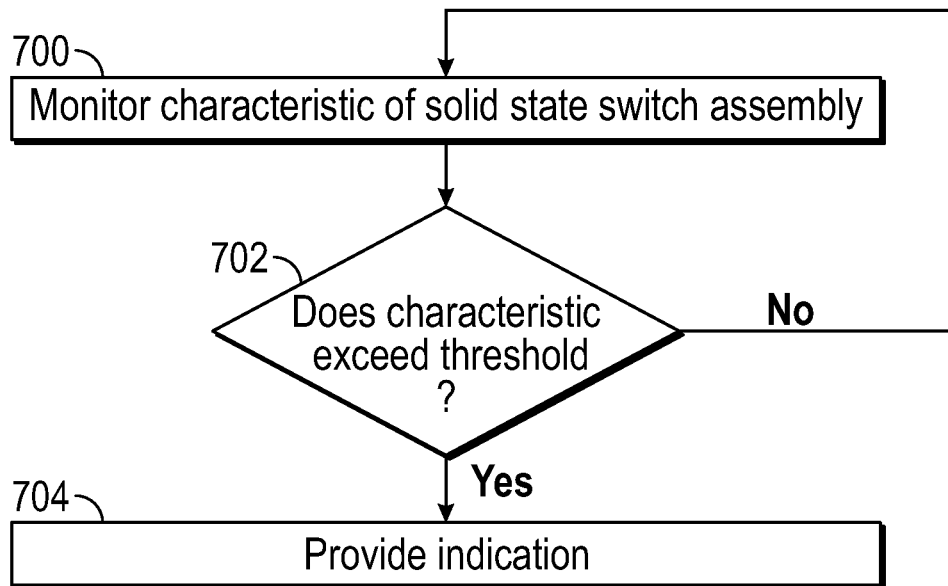 700
Monitor characteristic of solid state switch assembly
702
Does characteristic
exceed threshold
?
No
Yes
704
Provide indication